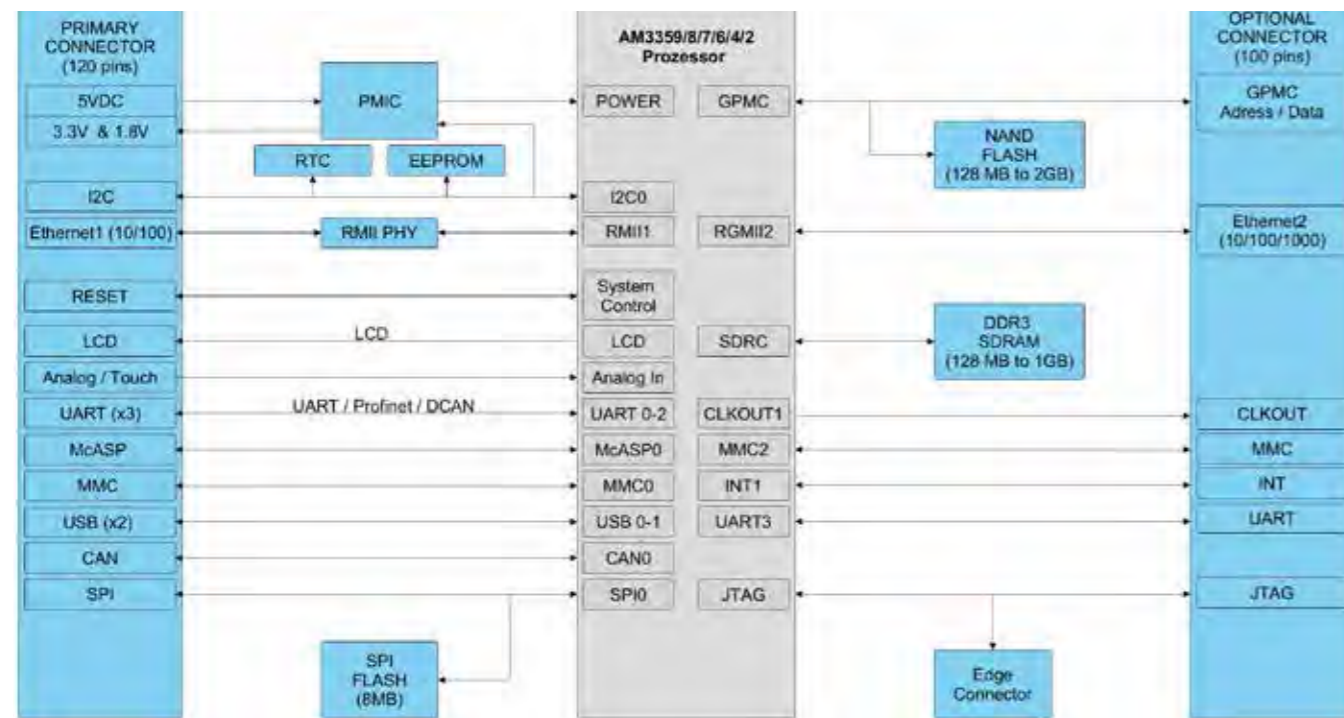 PRIMARY
CONNECTOR
(120 pins)
5VDC
3.3V & 1.8V
I2C
Ethernet1 (10/100)
RESET
LCD
Analog / Touch
UART (x3)
McASP
MMC
USB (x2)
CAN
SPI
PMIC
RTC
EEPROM
RMII PHY
LCD
UART / Profinet / DCAN
SPI
FLASH
(8MB)
AM3359/8/7/6/4/2
Prozessor
POWER
I2C0
RMII1
System
Control
LCD
Analog In
UART 0-2
McASP0
MMC0
USB 0-1
CAN0
SPI0
GPMC
RGMII2
SDRC
CLKOUT1
MMC2
INT1
UART3
JTAG
NAND
FLASH
(128 MB to 2GB)
DDR3
SDRAM
(128 MB to 1GB)
Edge
Connector
OPTIONAL
CONNECTOR
(100 pins)
GPMC
Adress / Data
Ethernet2
(10/100/1000)
CLKOUT
MMC
INT
UART
JTAG